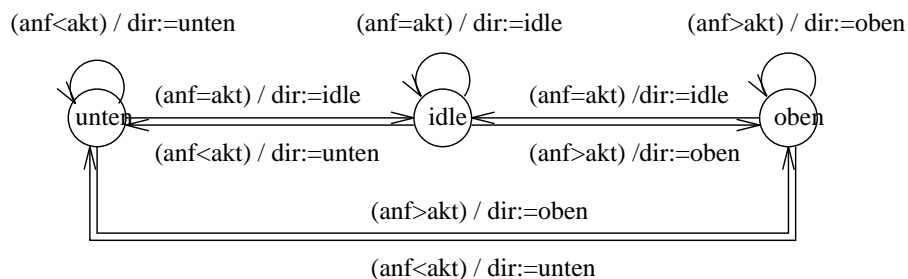 (anf<akt) / dir:=unten (anf=akt) / dir:=idle (anf>akt) / dir:=oben
(anf=akt) / dir:=idle (anf=akt) /dir:=idle
unten idle oben
(anf<akt) / dir:=unten (anf>akt) /dir:=oben
(anf>akt) / dir:=oben
(anf<akt) / dir:=unten